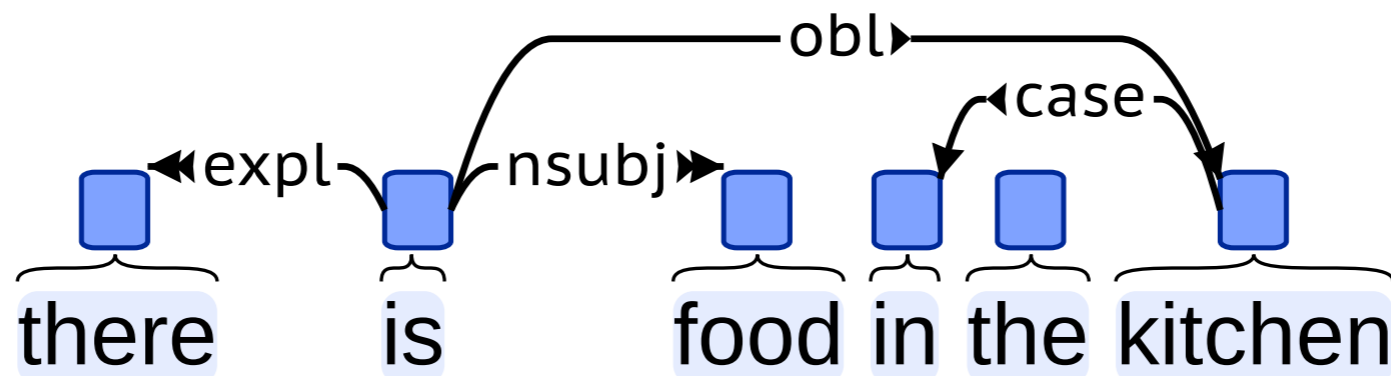 obl
case
expl nsubj
there is food in the kitchen